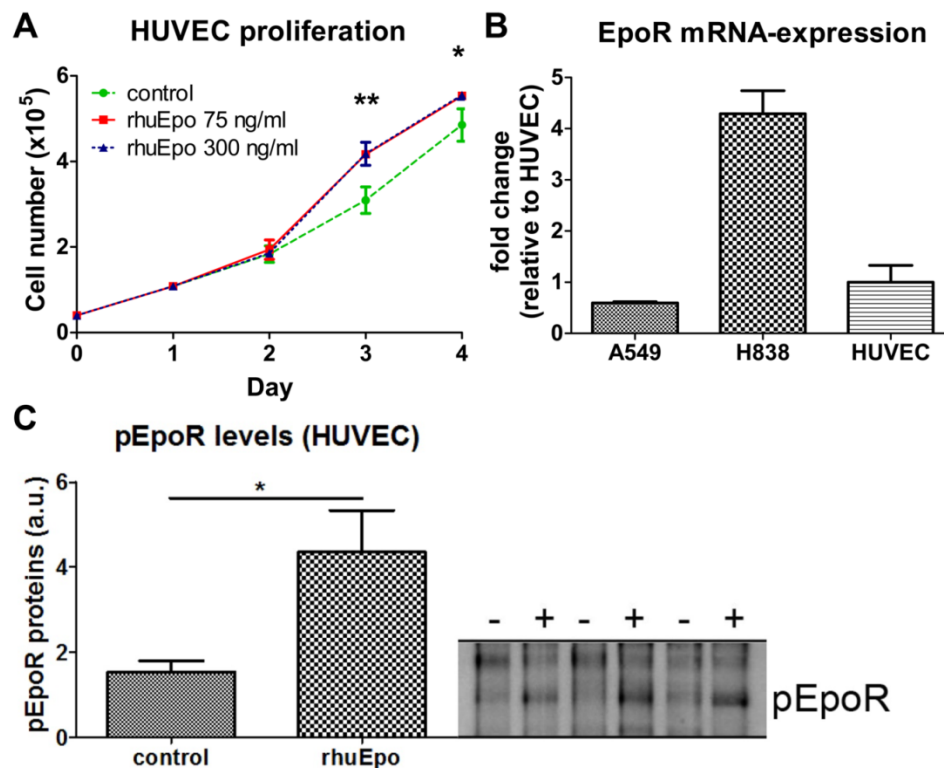 A
HUVEC proliferation
Cell number (x10⁵)
6
4
2
0
control
rhuEpo 75 ng/ml
rhuEpo 300 ng/ml
**
*
0 1 2 3 4
Day
B
EpoR mRNA-expression
fold change
(relative to HUVEC)
5
4
3
2
1
0
A549 H838 HUVEC
C
pEpoR levels (HUVEC)
pEpoR proteins (a.u.)
6
4
2
0
*
control rhuEpo
- + - + - +
pEpoR